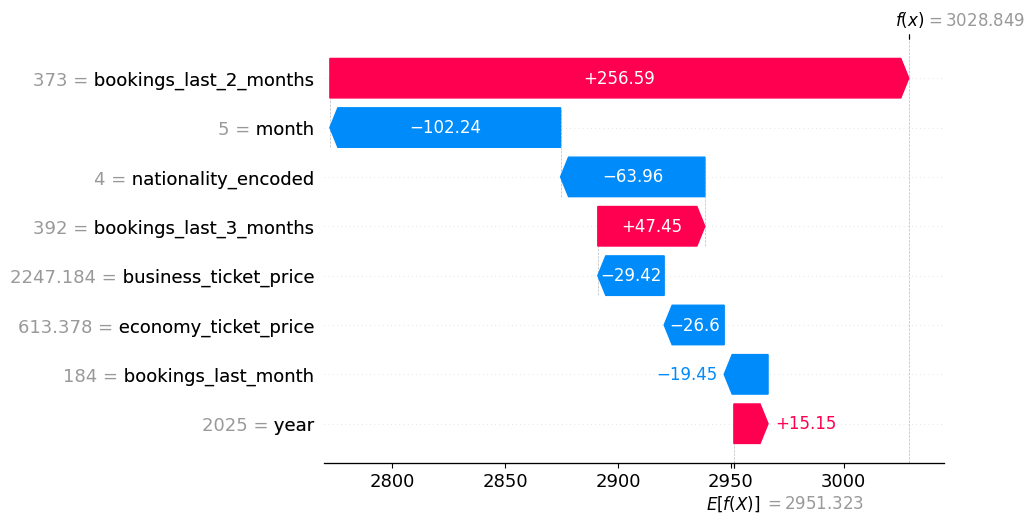 f(x) = 3028.849
373 = bookings_last_2_months
+256.59
5 = month
−102.24
4 = nationality_encoded
−63.96
392 = bookings_last_3_months
+47.45
2247.184 = business_ticket_price
−29.42
613.378 = economy_ticket_price
−26.6
184 = bookings_last_month
−19.45
2025 = year
+15.15
2800 2850 2900 2950 3000
E[f(X)] = 2951.323